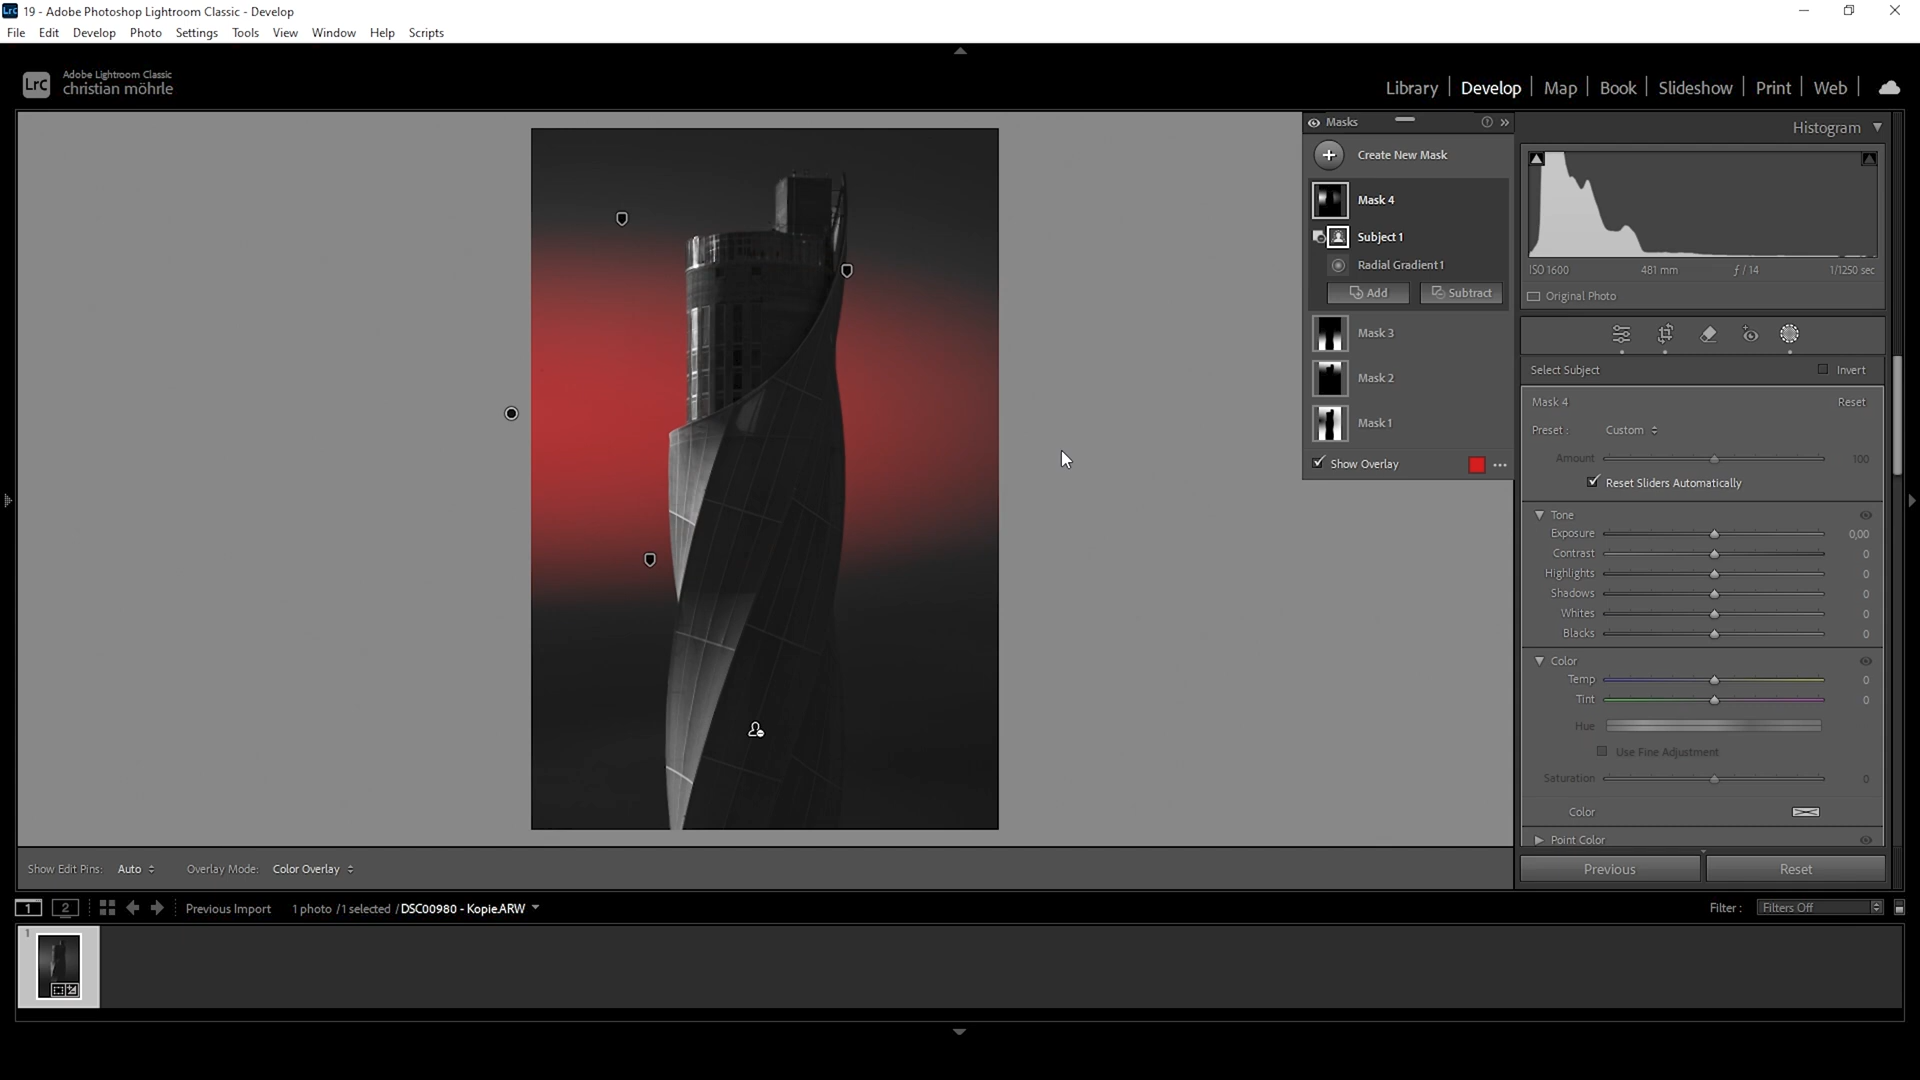 19 - Adobe Photoshop Lightroom Classic - Develop
File Edit Develop Photo Settings Tools View Window Help Scripts
Adobe Lightroom Classic
christian möhrle
Library Develop Map Book Slideshow Print Web
Masks
Create New Mask
Mask 4
Subject 1
Radial Gradient 1
Add Subtract
Mask 3
Mask 2
Mask 1
Show Overlay
Histogram
ISO 1600 481 mm f / 14 1/1250 sec
Original Photo
Select Subject Invert
Mask 4 Reset
Preset : Custom
Amount 100
Reset Sliders Automatically
Tone
Exposure 0,00
Contrast 0
Highlights 0
Shadows 0
Whites 0
Blacks 0
Color
Temp 0
Tint 0
Hue
Use Fine Adjustment
Saturation 0
Color
Point Color
Previous Reset
Show Edit Pins: Auto Overlay Mode: Color Overlay
1 2 Previous Import 1 photo / 1 selected / DSC00980 - Kopie.ARW Filter : Filters Off
1